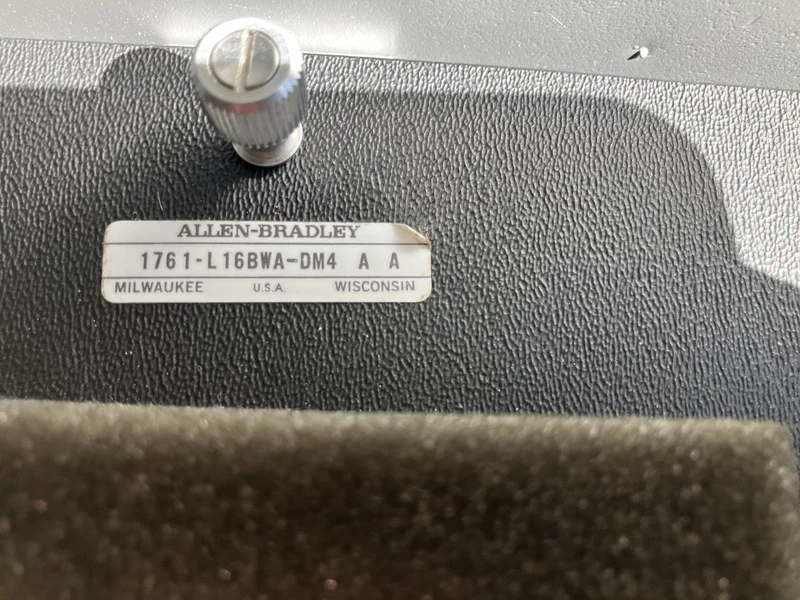 ALLEN-BRADLEY
1761-L16BWA-DM4 A A
MILWAUKEE U.S.A. WISCONSIN